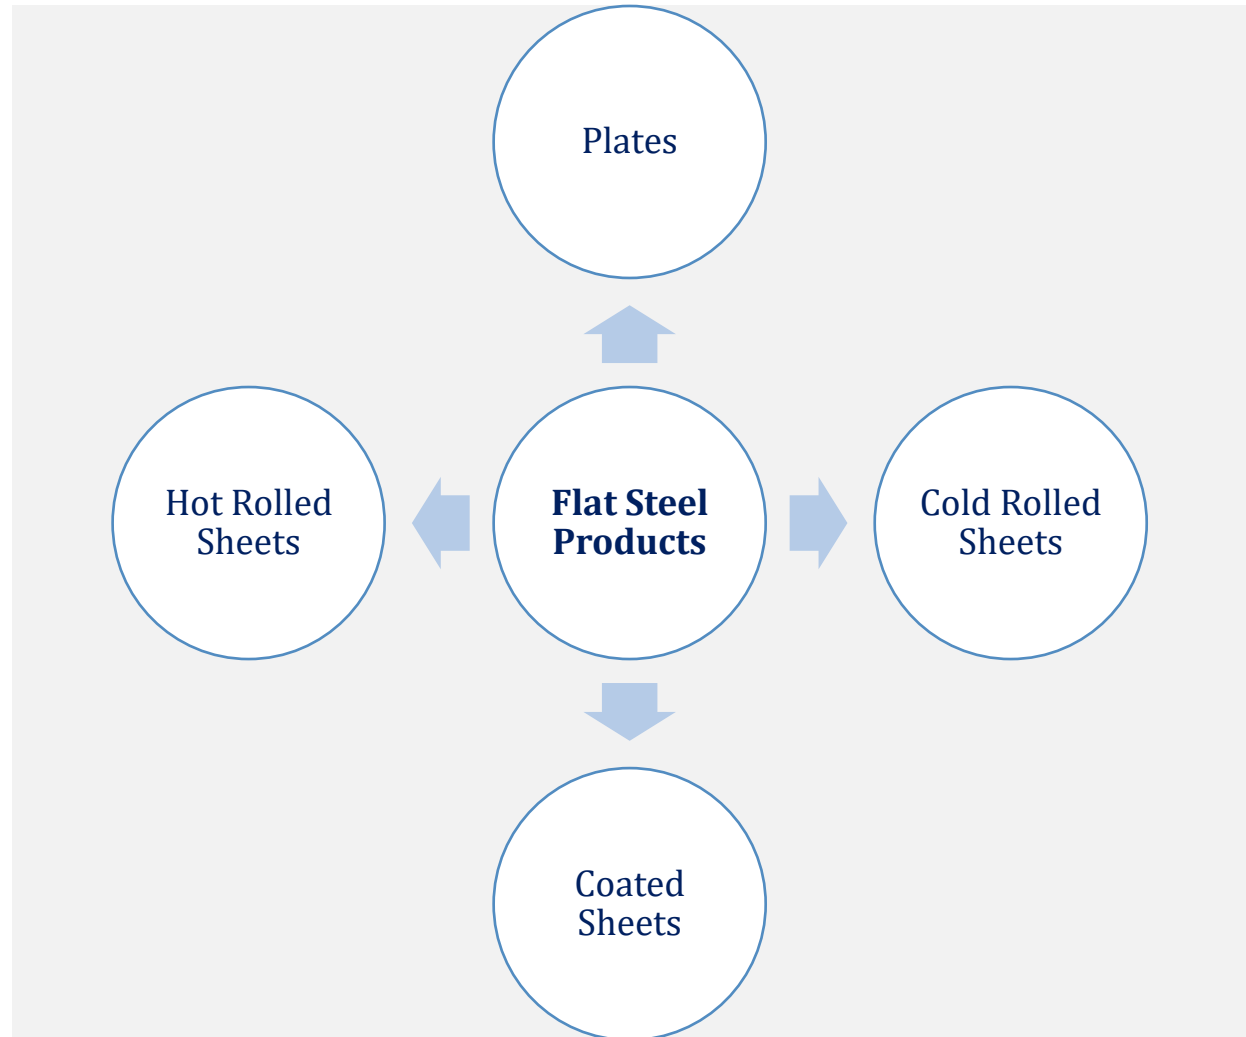 Plates
Hot Rolled
Sheets
Flat Steel
Products
Cold Rolled
Sheets
Coated
Sheets